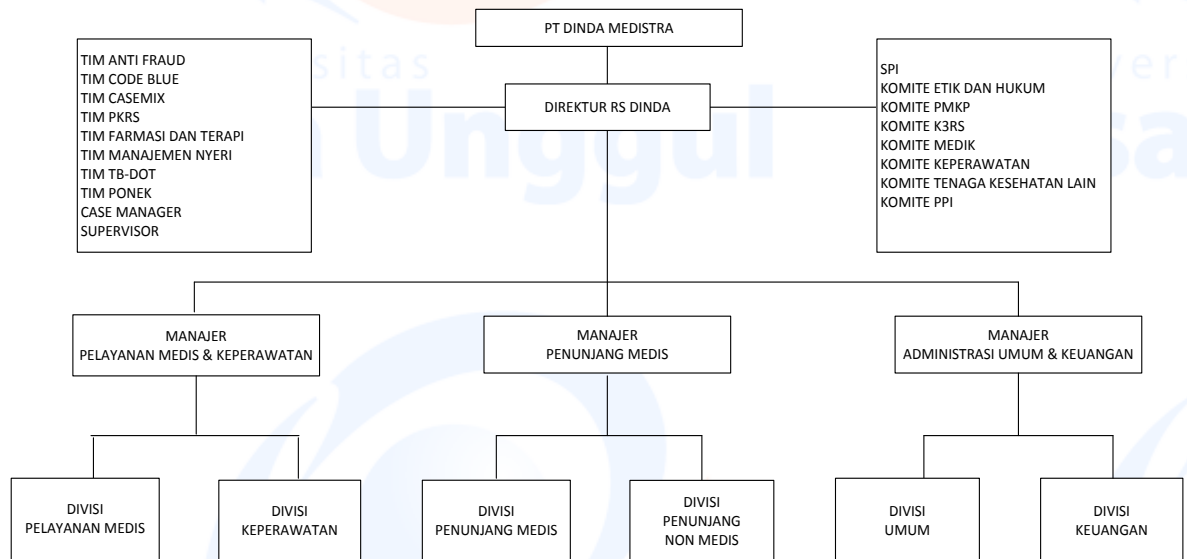 PT DINDA MEDISTRA
TIM ANTI FRAUD
TIM CODE BLUE
TIM CASEMIX
TIM PKRS
TIM FARMASI DAN TERAPI
TIM MANAJEMEN NYERI
TIM TB-DOT
TIM PONEK
CASE MANAGER
SUPERVISOR
DIREKTUR RS DINDA
SPI
KOMITE ETIK DAN HUKUM
KOMITE PMKP
KOMITE K3RS
KOMITE MEDIK
KOMITE KEPERAWATAN
KOMITE TENAGA KESEHATAN LAIN
KOMITE PPI
sitas
Unggul
ver
sa
MANAJER
PELAYANAN MEDIS & KEPERAWATAN
MANAJER
PENUNJANG MEDIS
MANAJER
ADMINISTRASI UMUM & KEUANGAN
DIVISI
PELAYANAN MEDIS
DIVISI
KEPERAWATAN
DIVISI
PENUNJANG MEDIS
DIVISI
PENUNJANG
NON MEDIS
DIVISI
UMUM
DIVISI
KEUANGAN